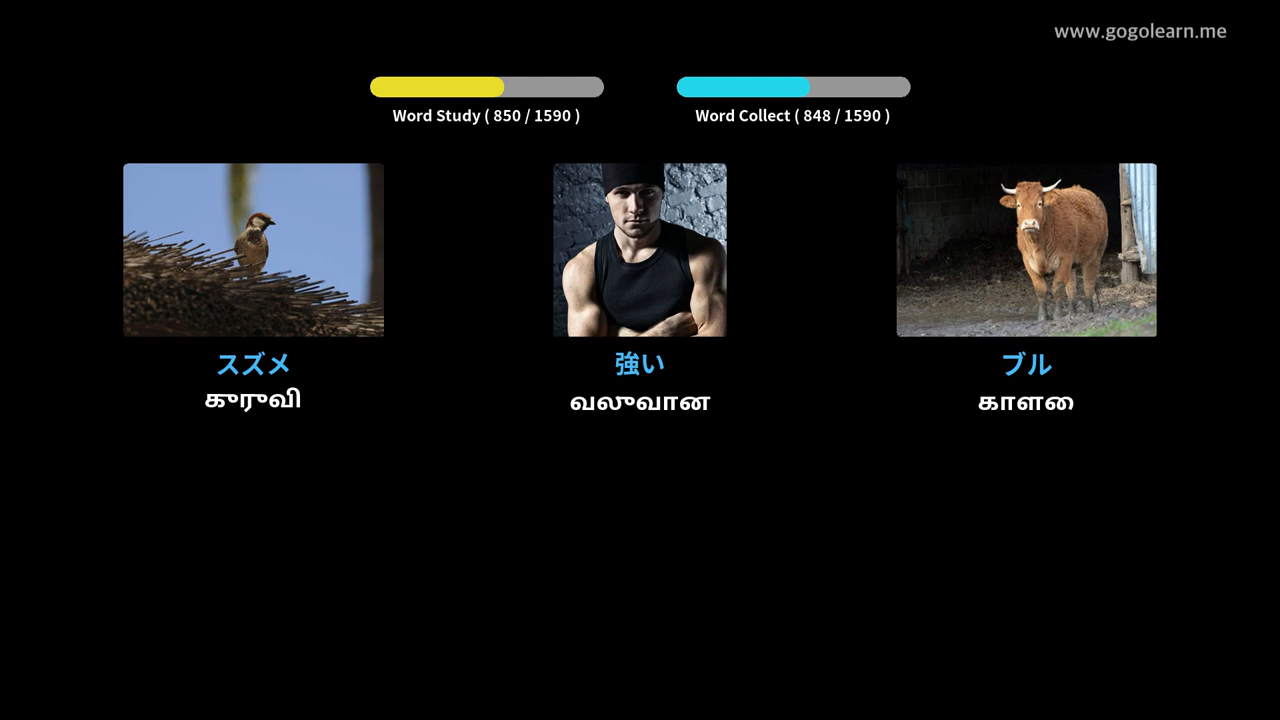 www.gogolearn.me
Word Study ( 850 / 1590 )
Word Collect ( 848 / 1590 )
スズメ
குருவி
強い
வலுவான
ブル
காளை